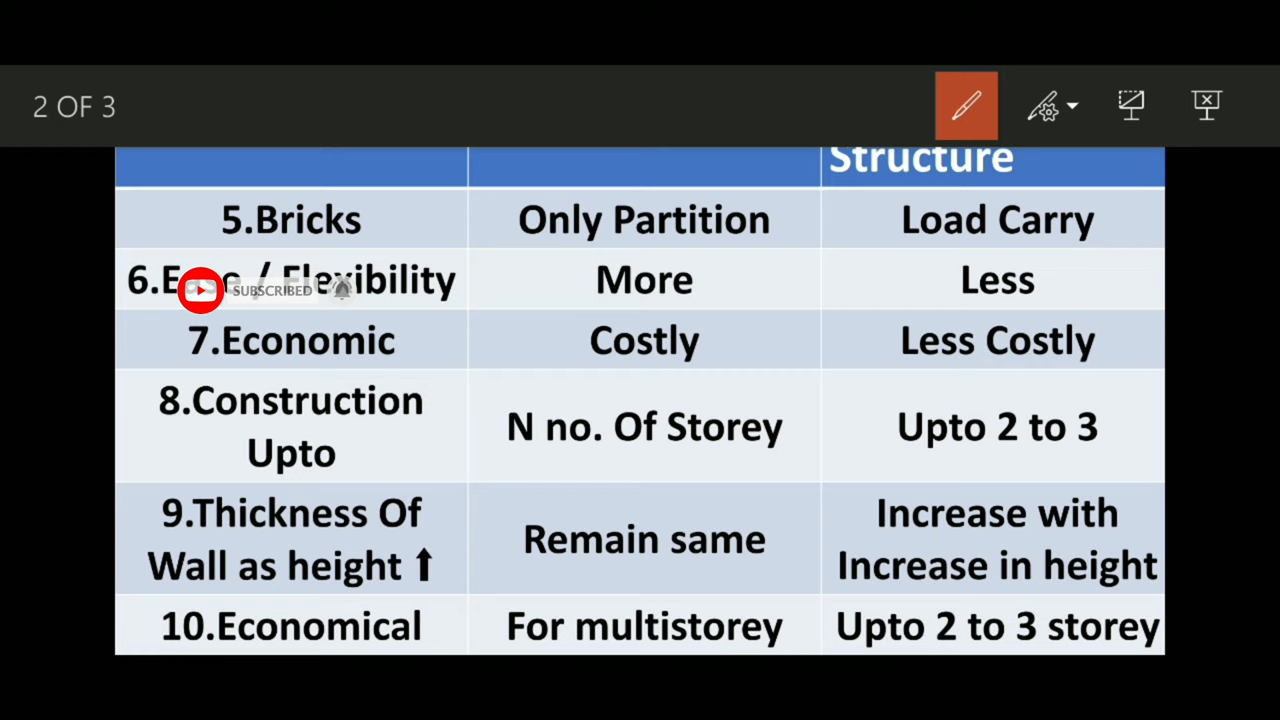 2 OF 3
Structure
5.Bricks Only Partition Load Carry
6.Ease / Flexibility More Less
SUBSCRIBED
7.Economic Costly Less Costly
8.Construction
Upto
N no. Of Storey
Upto 2 to 3
9.Thickness Of
Wall as height ⬆
Remain same
Increase with
Increase in height
10.Economical For multistorey Upto 2 to 3 storey